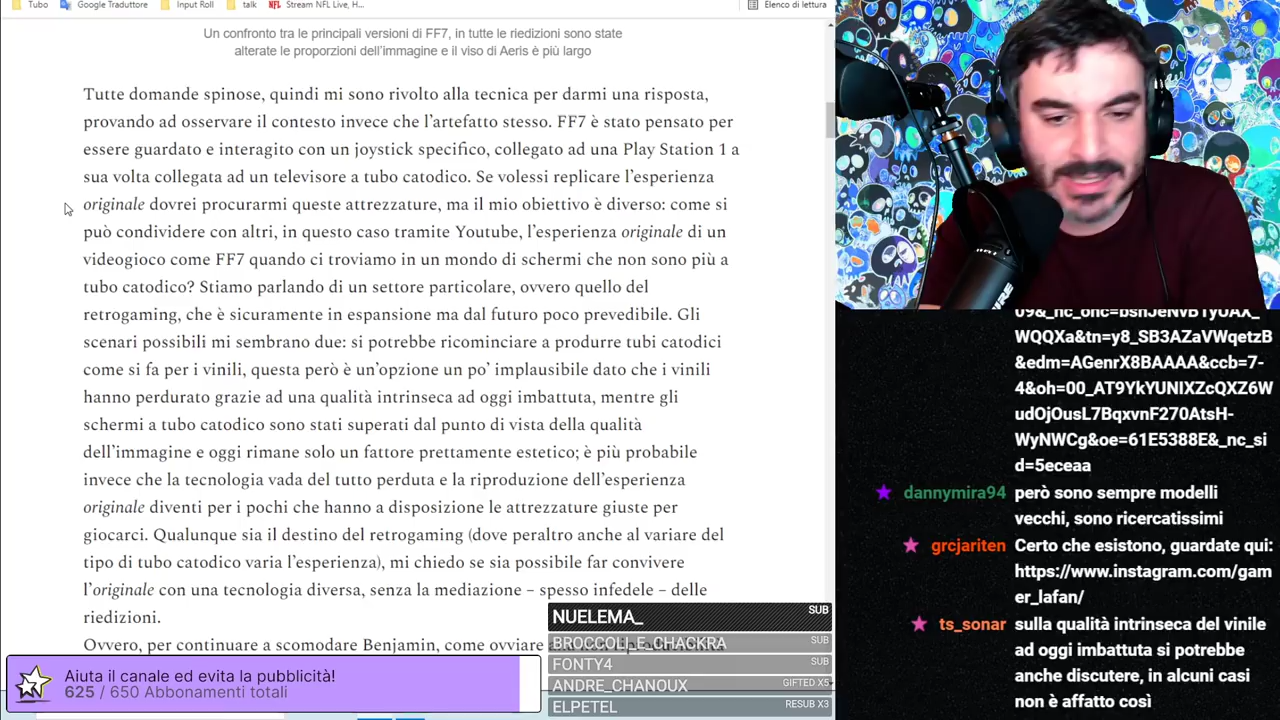 Tubo
Google Traduttore
Input Roll
talk
Stream NFL Live, H...
Elenco di lettura
Un confronto tra le principali versioni di FF7, in tutte le riedizioni sono state
alterate le proporzioni dell'immagine e il viso di Aeris è più largo
Tutte domande spinose, quindi mi sono rivolto alla tecnica per darmi una risposta,
provando ad osservare il contesto invece che l'artefatto stesso. FF7 è stato pensato per
essere guardato e interagito con un joystick specifico, collegato ad una Play Station 1 a
sua volta collegata ad un televisore a tubo catodico. Se volessi replicare l'esperienza
originale dovrei procurarmi queste attrezzature, ma il mio obiettivo è diverso: come si
può condividere con altri, in questo caso tramite Youtube, l'esperienza originale di un
videogioco come FF7 quando ci troviamo in un mondo di schermi che non sono più a
tubo catodico? Stiamo parlando di un settore particolare, ovvero quello del
retrogaming, che è sicuramente in espansione ma dal futuro poco prevedibile. Gli
scenari possibili mi sembrano due: si potrebbe ricominciare a produrre tubi catodici
come si fa per i vinili, questa però è un'opzione un po' implausibile dato che i vinili
hanno perdurato grazie ad una qualità intrinseca ad oggi imbattuta, mentre gli
schermi a tubo catodico sono stati superati dal punto di vista della qualità
dell'immagine e oggi rimane solo un fattore prettamente estetico; è più probabile
invece che la tecnologia vada del tutto perduta e la riproduzione dell'esperienza
originale diventi per i pochi che hanno a disposizione le attrezzature giuste per
giocarci. Qualunque sia il destino del retrogaming (dove peraltro anche al variare del
tipo di tubo catodico varia l'esperienza), mi chiedo se sia possibile far convivere
l'originale con una tecnologia diversa, senza la mediazione – spesso infedele – delle
riedizioni.
Ovvero, per continuare a scomodare Benjamin, come ovviare
Aiuta il canale ed evita la pubblicità!
625 / 650 Abbonamenti totali
NUELEMA_ SUB
BROCCOLI_E_CHACKRA SUB
FONTY4 SUB
ANDRE_CHANOUX GIFTED X5
ELPETEL RESUB X3
WQQXa&tn=y8_SB3AZaVWqetzB
&edm=AGenrX8BAAAA&ccb=7-
4&oh=00_AT9YkYUNIXZcQXZ6W
udOjOusL7BqxvnF270AtsH-
WyNWCg&oe=61E5388E&_nc_si
d=5eceaa
dannymira94 però sono sempre modelli
vecchi, sono ricercatissimi
grcjariten Certo che esistono, guardate qui:
https://www.instagram.com/gam
er_lafan/
ts_sonar sulla qualità intrinseca del vinile
ad oggi imbattuta si potrebbe
anche discutere, in alcuni casi
non è affatto così